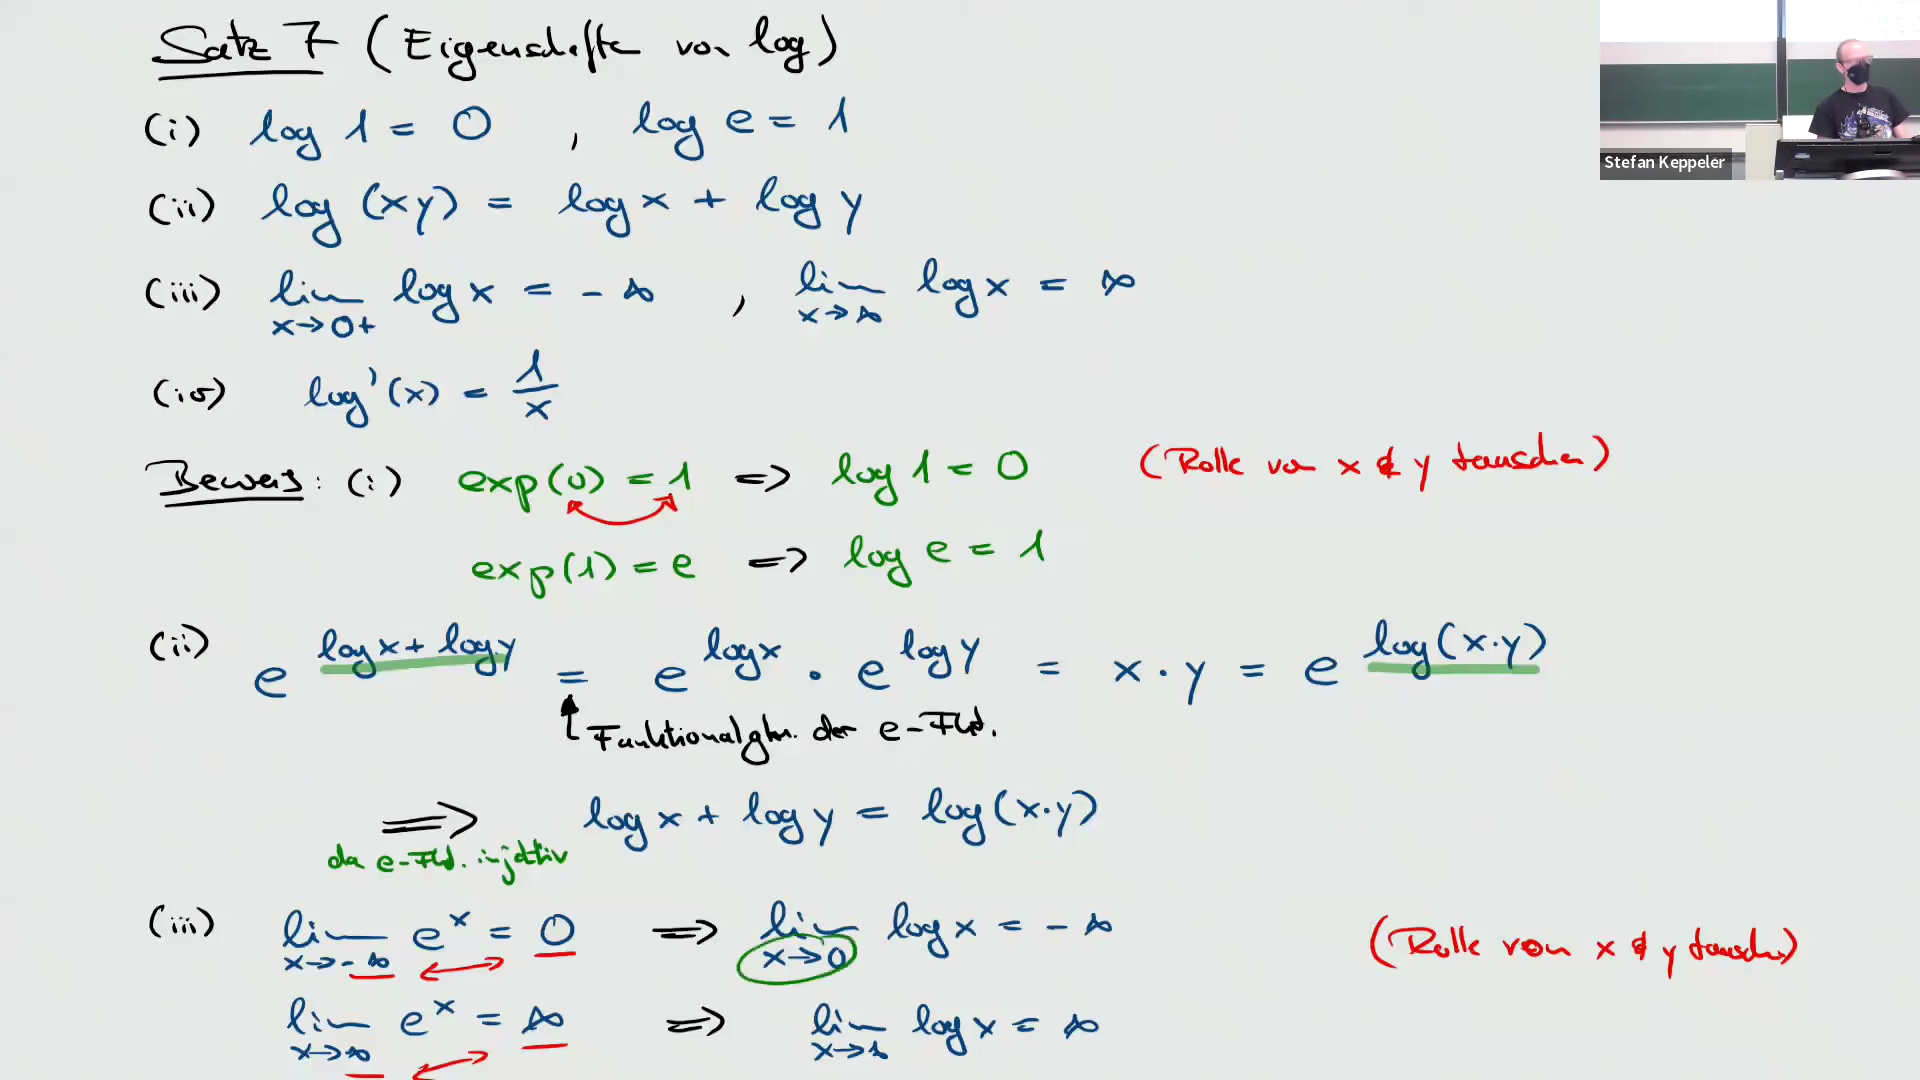 Satz 7 (Eigenschaften von log)
Stefan Keppeler
(i) log 1 = 0 , log e = 1
(ii) log (xy) = log x + log y
(iii) lim x→0+ log x = -∞ , lim x→∞ log x = ∞
(iv) log'(x) = 1/x
Beweis: (i) exp(0) = 1 => log 1 = 0 (Rolle von x & y tauschen)
exp(1) = e => log e = 1
(ii) e^(log x + log y) = e^(log x) · e^(log y) = x · y = e^(log(x·y))
Funktionalgln. der e-Fkt.
=> log x + log y = log(x·y)
da e-Fkt. injektiv
(iii) lim x→-∞ e^x = 0 => lim x→0 log x = -∞ (Rolle von x & y tauschen)
lim x→∞ e^x = ∞ => lim x→∞ log x = ∞